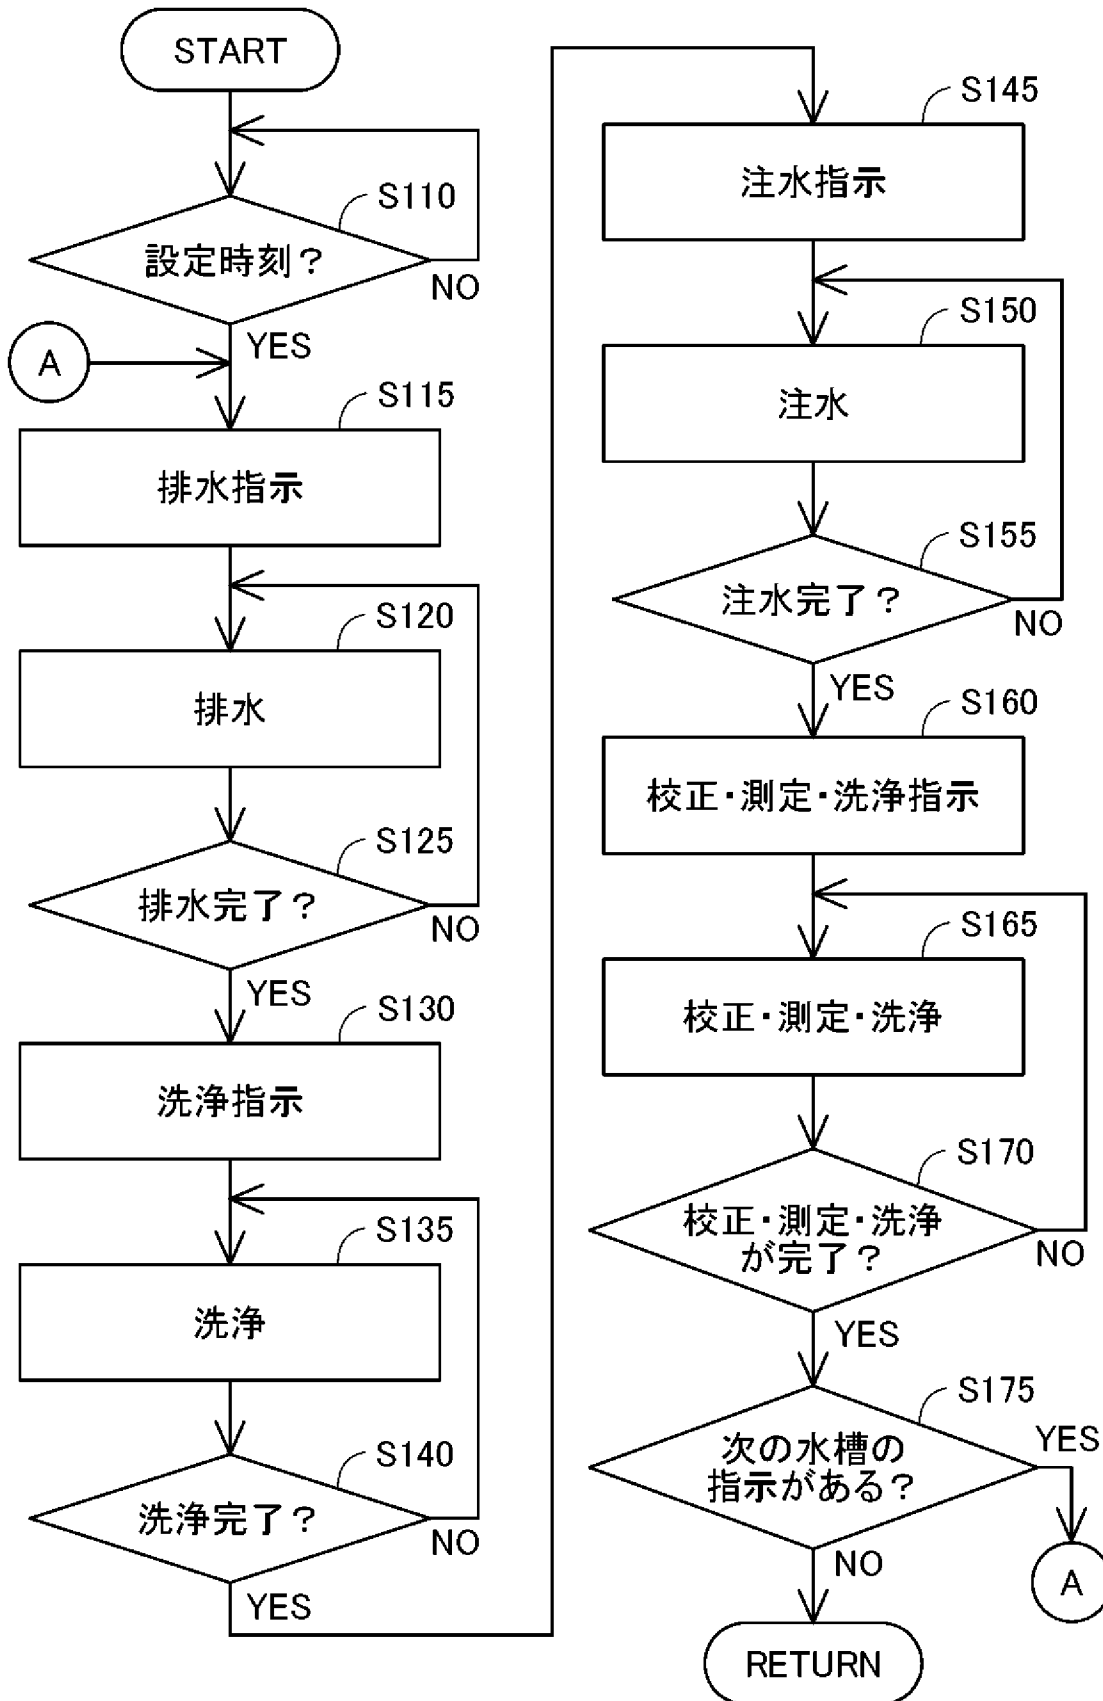 START
S110
設定時刻？
NO
YES
A
S115
排水指示
S120
排水
S125
排水完了？
NO
YES
S130
洗浄指示
S135
洗浄
S140
洗浄完了？
NO
YES
S145
注水指示
S150
注水
S155
注水完了？
NO
YES
S160
校正・測定・洗浄指示
S165
校正・測定・洗浄
S170
校正・測定・洗浄
が完了？
NO
YES
S175
次の水槽の
指示がある？
YES
NO
A
RETURN